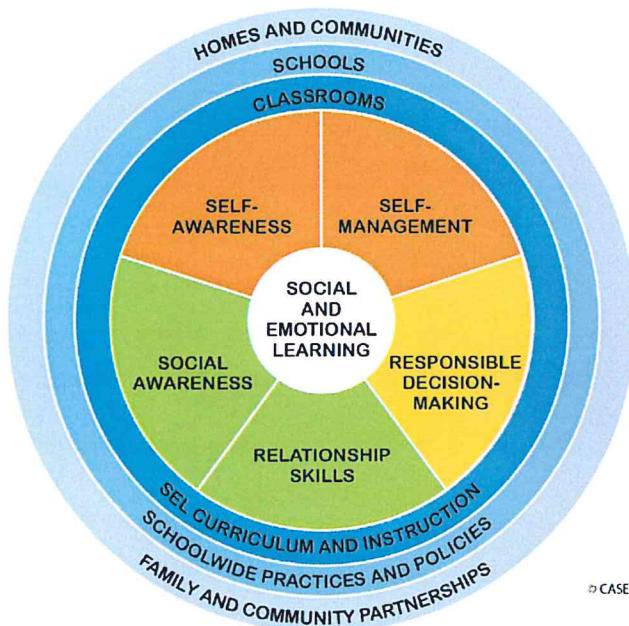 HOMES AND COMMUNITIES
SCHOOLS
CLASSROOMS
SELF-
AWARENESS
SELF-
MANAGEMENT
SOCIAL
AND
EMOTIONAL
LEARNING
SOCIAL
AWARENESS
RESPONSIBLE
DECISION-
MAKING
RELATIONSHIP
SKILLS
SEL CURRICULUM AND INSTRUCTION
SCHOOLWIDE PRACTICES AND POLICIES
FAMILY AND COMMUNITY PARTNERSHIPS
© CASE